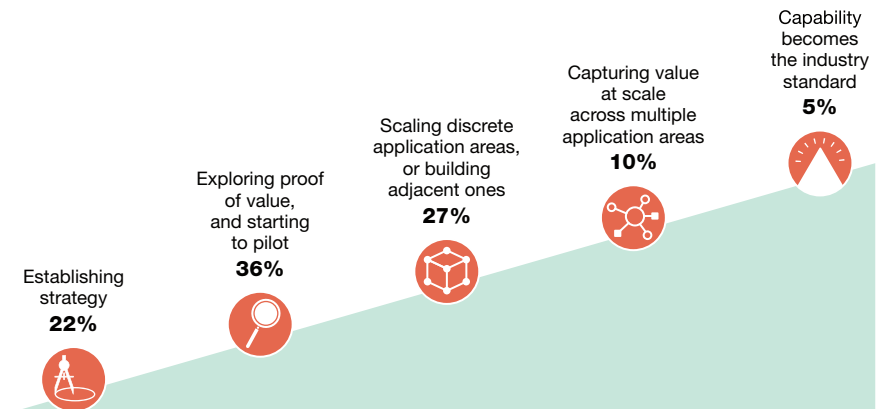 Establishing
strategy
22%
Exploring proof
of value,
and starting
to pilot
36%
Scaling discrete
application areas,
or building
adjacent ones
27%
Capturing value
at scale
across multiple
application areas
10%
Capability
becomes
the industry
standard
5%